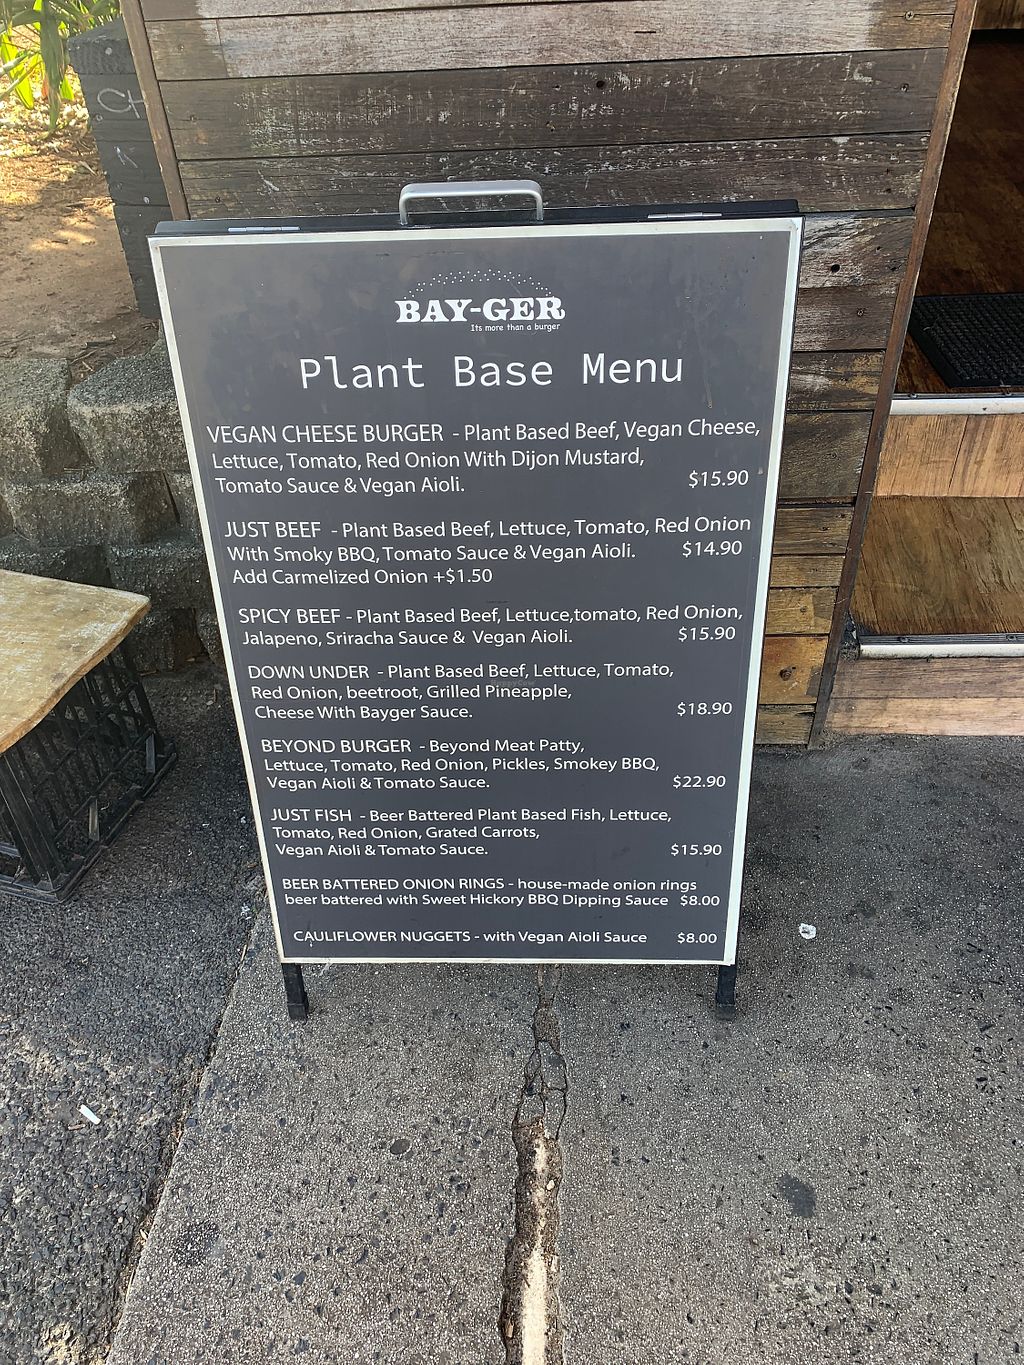 BAY-GER
Its more than a burger
Plant Base Menu
VEGAN CHEESE BURGER - Plant Based Beef, Vegan Cheese,
Lettuce, Tomato, Red Onion With Dijon Mustard,
Tomato Sauce & Vegan Aioli. $15.90
JUST BEEF - Plant Based Beef, Lettuce, Tomato, Red Onion
With Smoky BBQ, Tomato Sauce & Vegan Aioli. $14.90
Add Carmelized Onion +$1.50
SPICY BEEF - Plant Based Beef, Lettuce,tomato, Red Onion,
Jalapeno, Sriracha Sauce & Vegan Aioli. $15.90
DOWN UNDER - Plant Based Beef, Lettuce, Tomato,
Red Onion, beetroot, Grilled Pineapple,
Cheese With Bayger Sauce. $18.90
BEYOND BURGER - Beyond Meat Patty,
Lettuce, Tomato, Red Onion, Pickles, Smokey BBQ,
Vegan Aioli & Tomato Sauce. $22.90
JUST FISH - Beer Battered Plant Based Fish, Lettuce,
Tomato, Red Onion, Grated Carrots,
Vegan Aioli & Tomato Sauce. $15.90
BEER BATTERED ONION RINGS - house-made onion rings
beer battered with Sweet Hickory BBQ Dipping Sauce $8.00
CAULIFLOWER NUGGETS - with Vegan Aioli Sauce $8.00